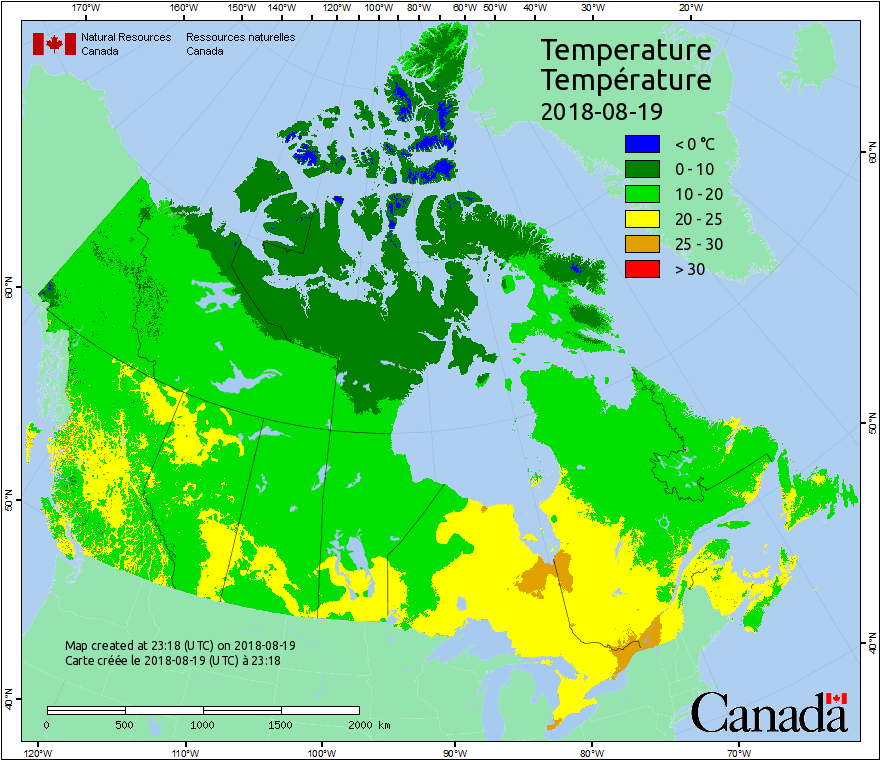 170°W 160°W 150°W 140°W 120°W 100°W 80°W 60°W 50°W 40°W 30°W 20°W
Natural Resources Ressources naturelles
Canada Canada
Temperature
Température
2018-08-19
< 0 °C
0 - 10
10 - 20
20 - 25
25 - 30
> 30
60°N
60°N
50°N
50°N
40°N
40°N
Map created at 23:18 (UTC) on 2018-08-19
Carte créée le 2018-08-19 (UTC) à 23:18
0 500 1000 1500 2000 km
Canada
120°W 110°W 100°W 90°W 80°W 70°W